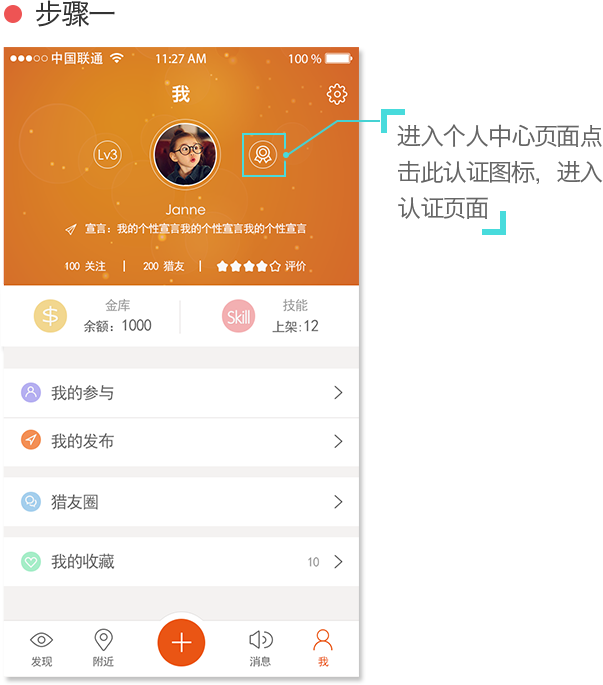 步骤一
中国联通
11:27 AM
100 %
我
Lv3
进入个人中心页面点
击此认证图标，进入
认证页面
Janne
宣言：我的个性宣言我的个性宣言我的个性宣言
100 关注 | 200 猎友 | 评价
金库
余额：1000
Skill
技能
上架:12
我的参与
我的发布
猎友圈
我的收藏
10
发现
附近
消息
我